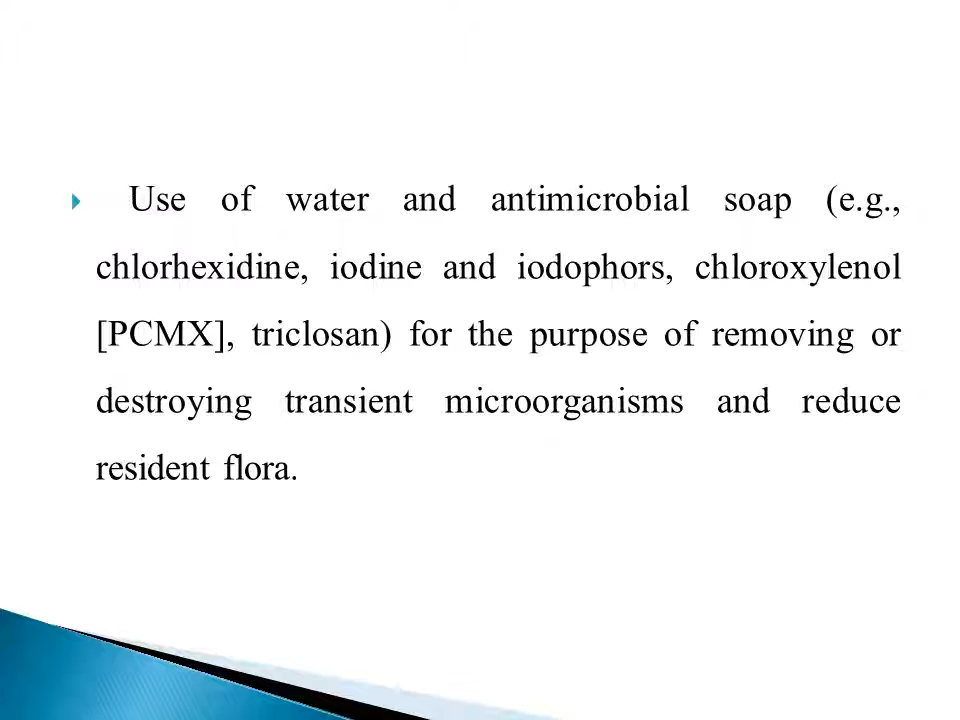 Use of water and antimicrobial soap (e.g.,
chlorhexidine, iodine and iodophors, chloroxylenol
[PCMX], triclosan) for the purpose of removing or
destroying transient microorganisms and reduce
resident flora.